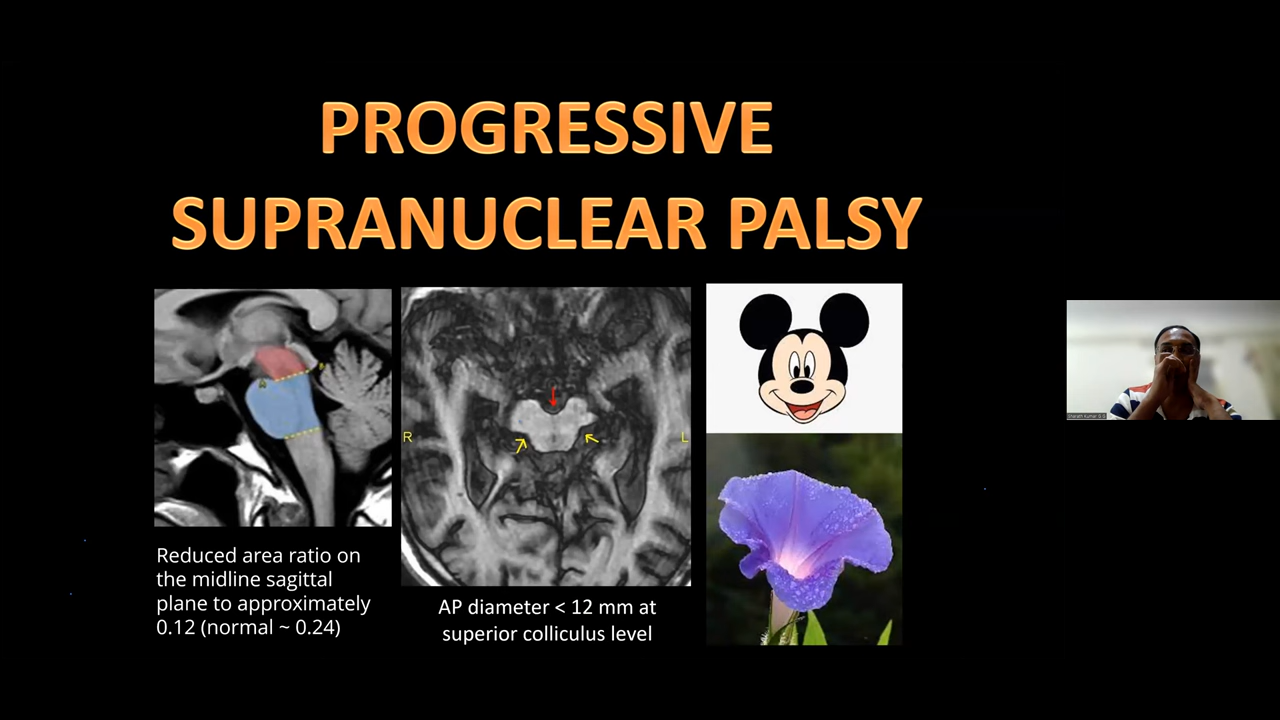 PROGRESSIVE
SUPRANUCLEAR PALSY
R
L
Reduced area ratio on
the midline sagittal
plane to approximately
0.12 (normal ~ 0.24)
AP diameter < 12 mm at
superior colliculus level